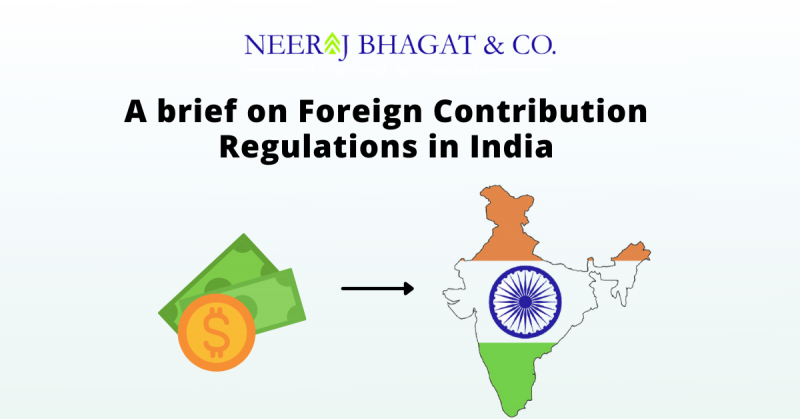 NEERAJ BHAGAT & CO.
A brief on Foreign Contribution
Regulations in India
$